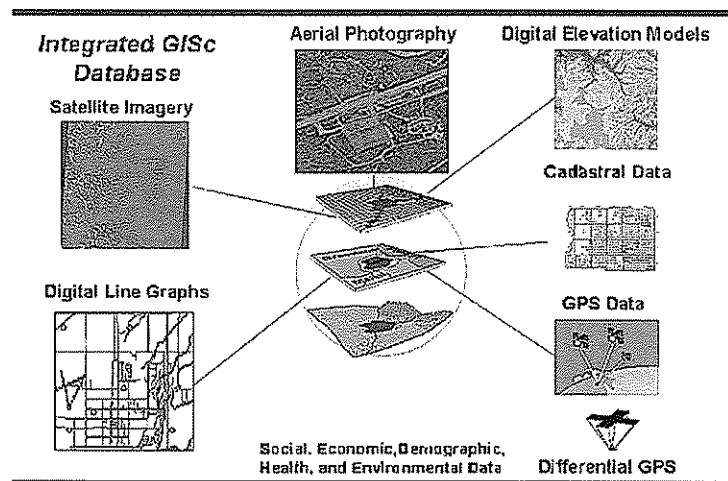 Integrated GISc
Database
Aerial Photography
Digital Elevation Models
Satellite Imagery
Cadastral Data
Digital Line Graphs
GPS Data
Social, Economic, Demographic,
Health, and Environmental Data
Differential GPS